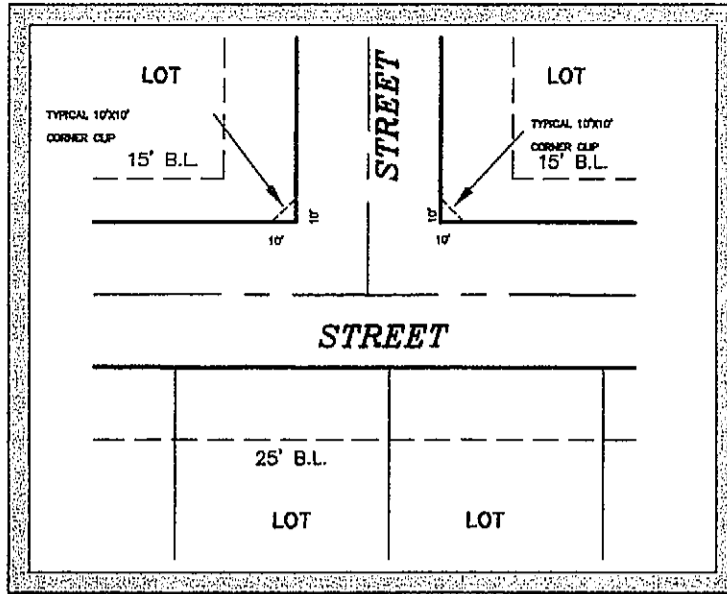 LOT
STREET
LOT
TYPICAL 10'X10'
CORNER CLIP
TYPICAL 10'X10'
CORNER CLIP
15' B.L.
15' B.L.
10'
10'
10'
10'
STREET
25' B.L.
LOT
LOT